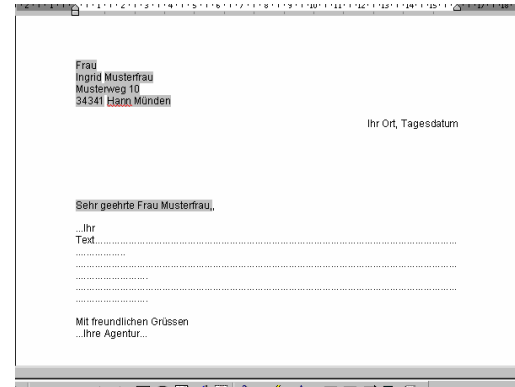 Frau
Ingrid Musterfrau
Musterweg 10
34341 Hann Münden
Ihr Ort, Tagesdatum
Sehr geehrte Frau Musterfrau,,
...Ihr
Text..........................................................................................................................
.................
..................................................................................................................................
.........................
..................................................................................................................................
.........................
Mit freundlichen Grüssen
...Ihre Agentur...